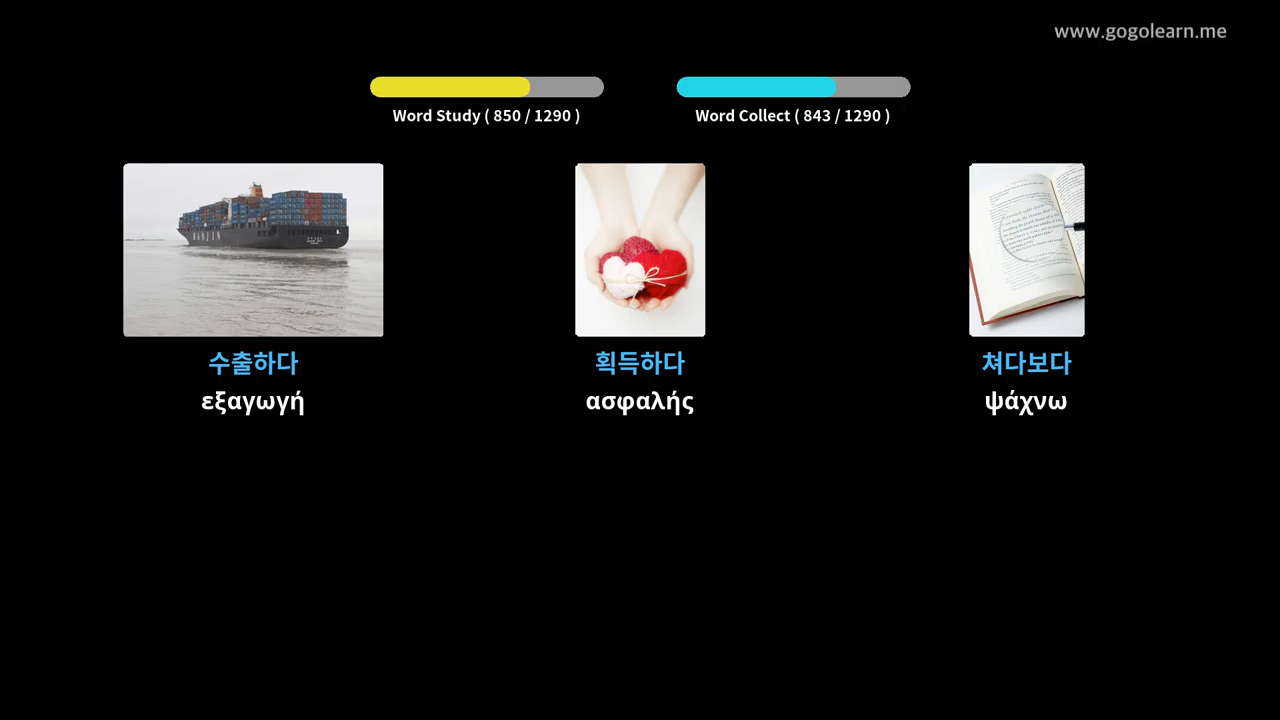 www.gogolearn.me
Word Study ( 850 / 1290 )
Word Collect ( 843 / 1290 )
HANJIN
수출하다
획득하다
쳐다보다
εξαγωγή
ασφαλής
ψάχνω